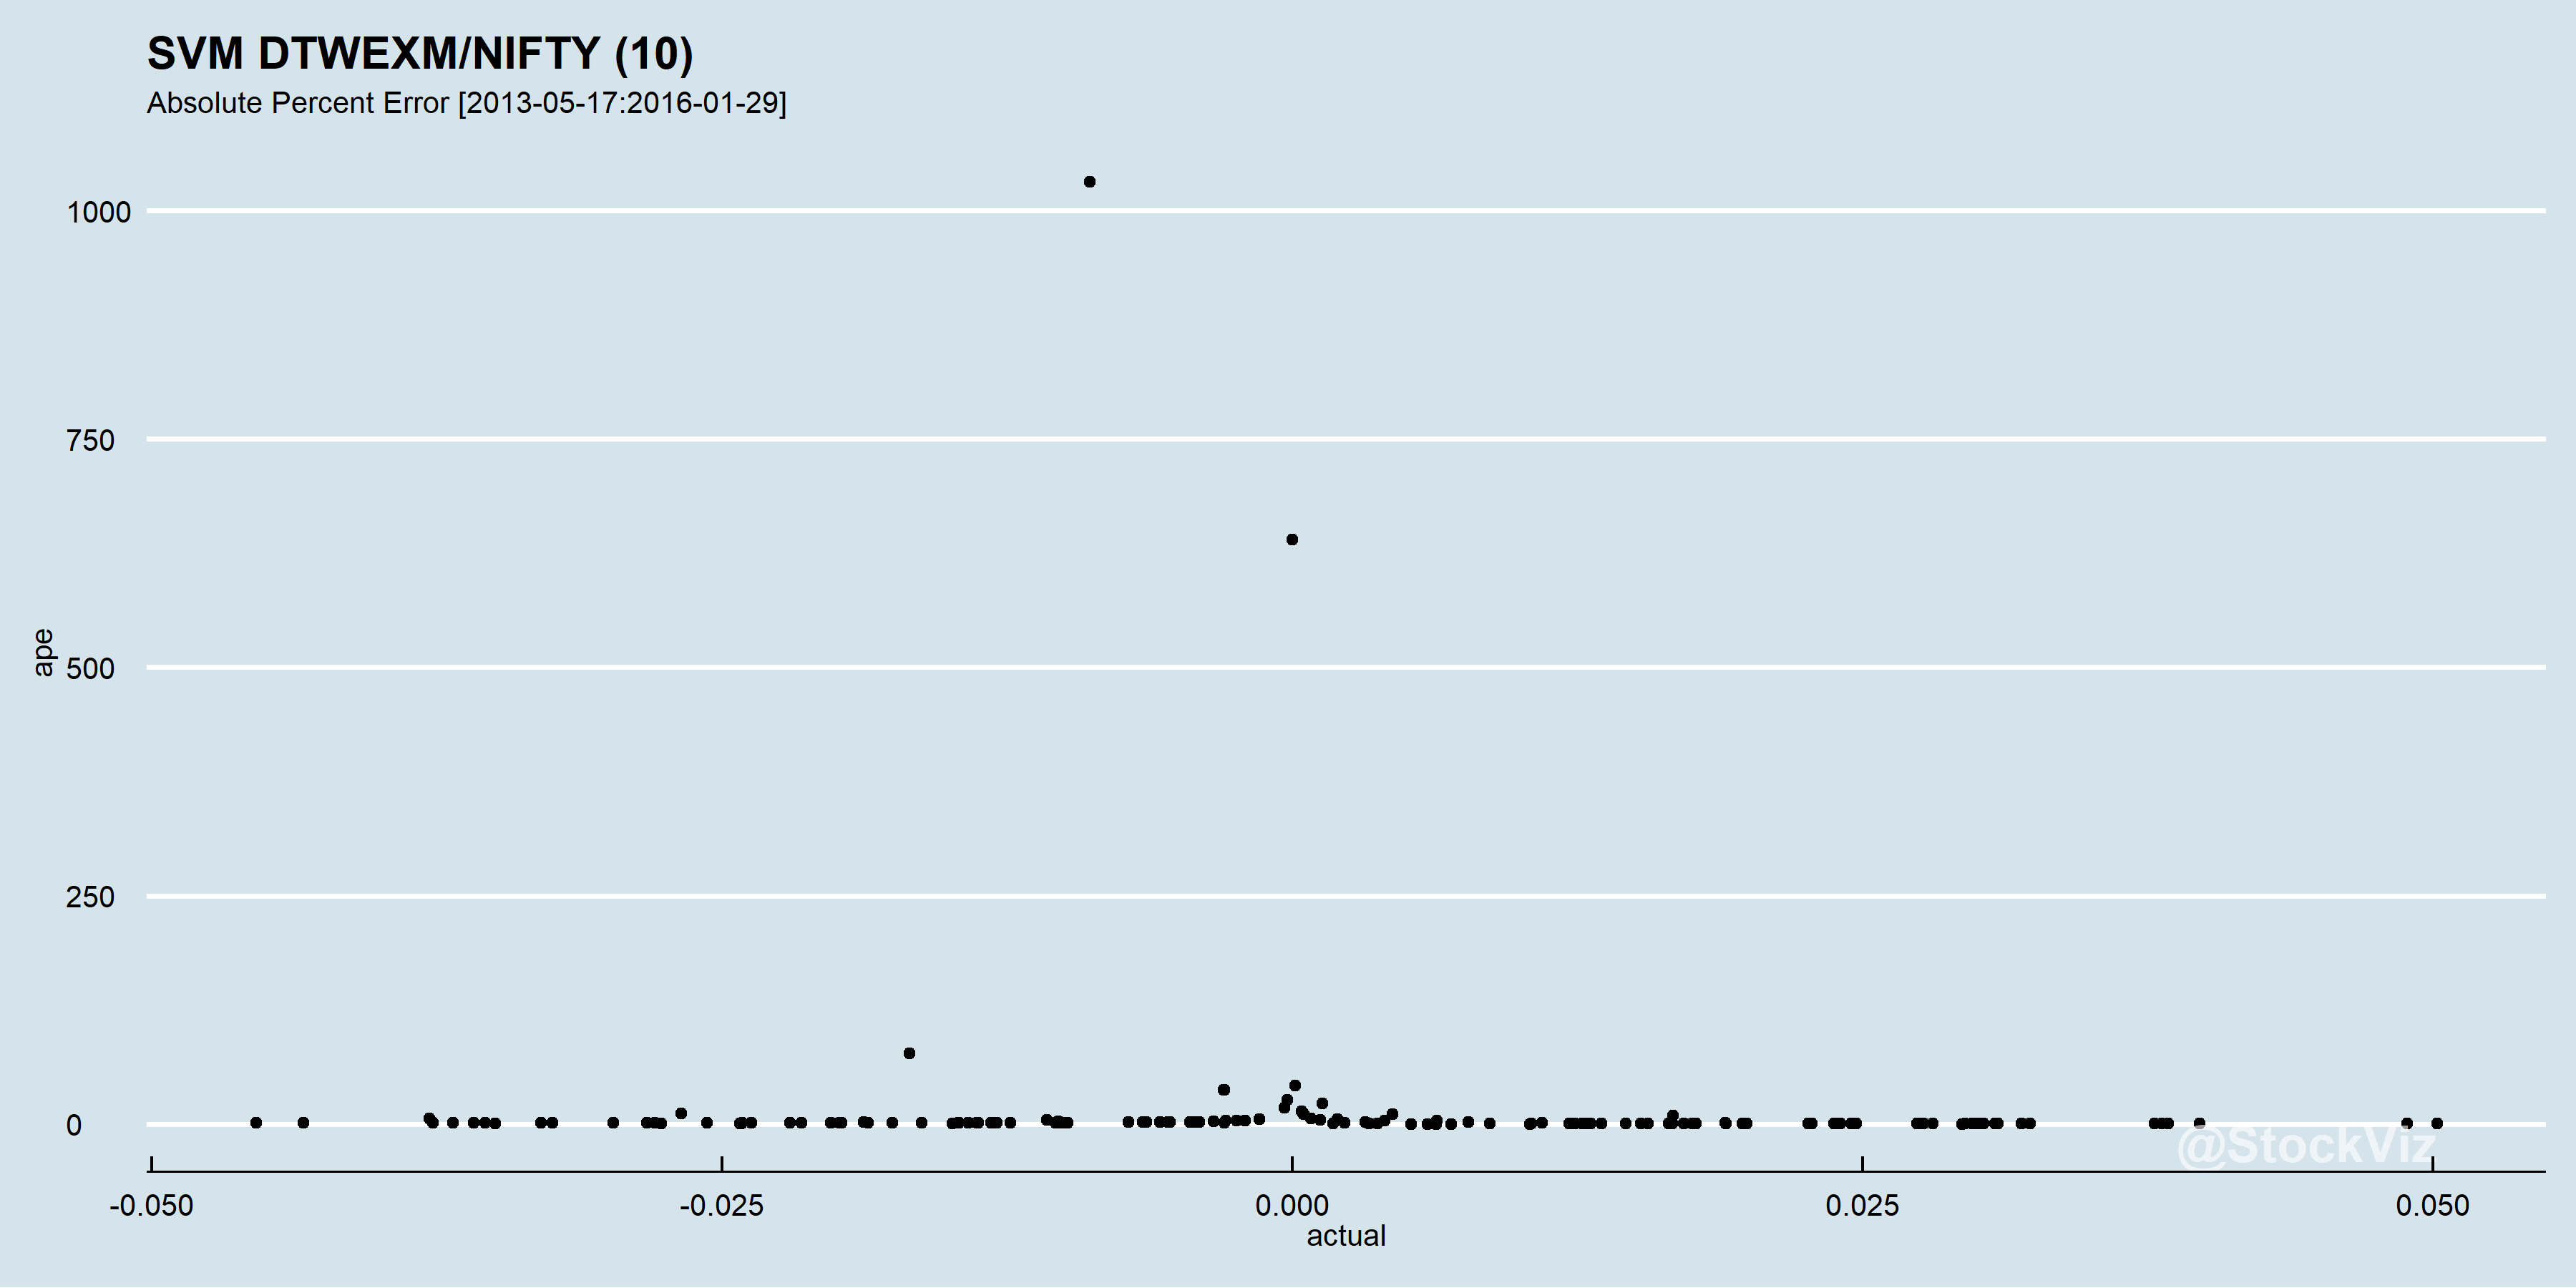 SVM DTWEXM/NIFTY (10)
Absolute Percent Error [2013-05-17:2016-01-29]
1000
750
500
250
0
ape
@StockViz
-0.050
-0.025
0.000
0.025
0.050
actual